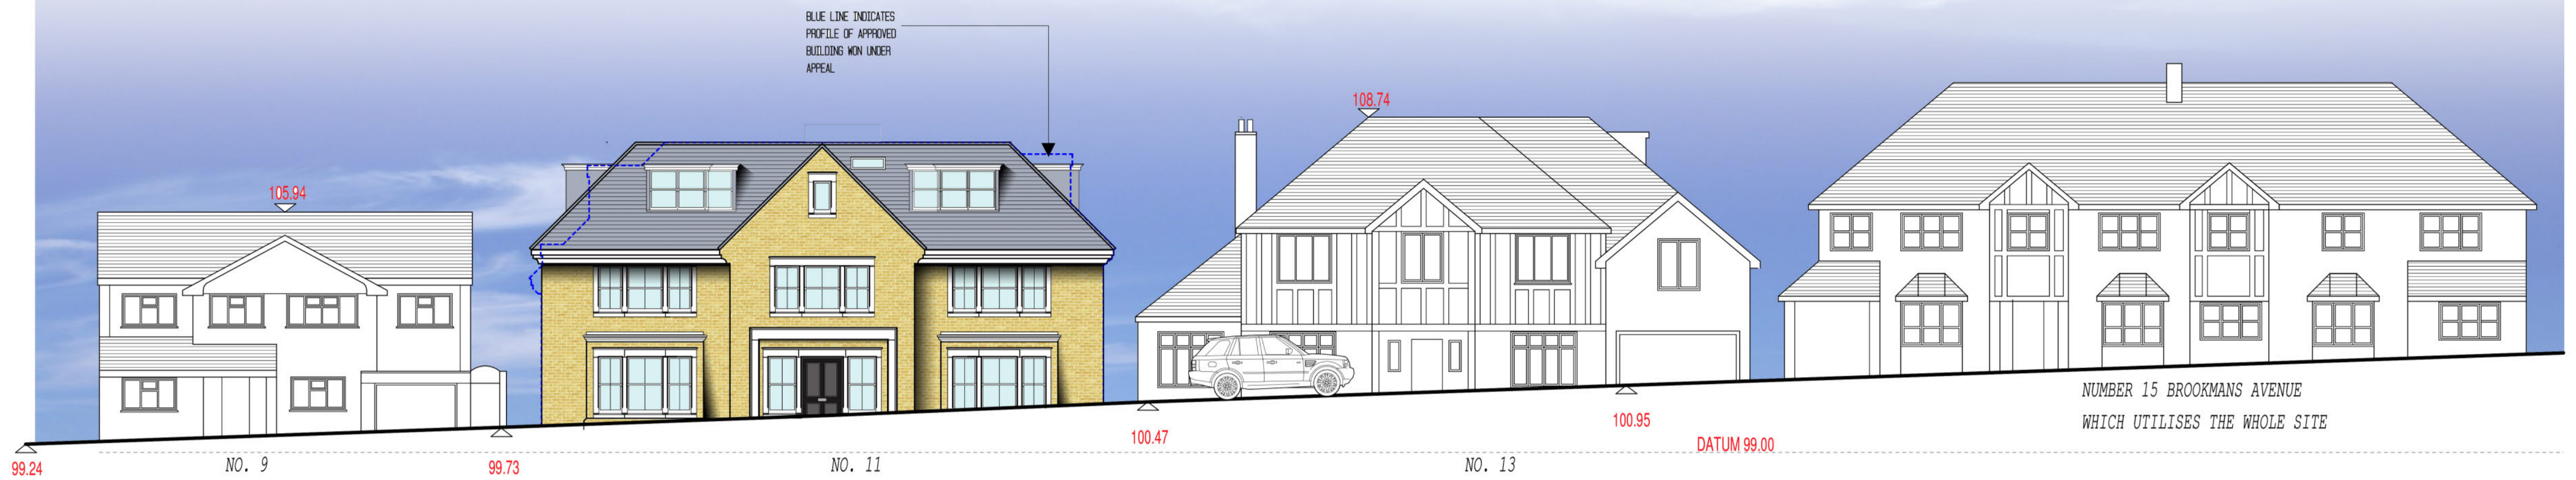 BLUE LINE INDICATES
PROFILE OF APPROVED
BUILDING WON UNDER
APPEAL
108.74
105.94
NUMBER 15 BROOKMANS AVENUE
WHICH UTILISES THE WHOLE SITE
100.95
100.47
DATUM 99.00
99.24
NO. 9
99.73
NO. 11
NO. 13